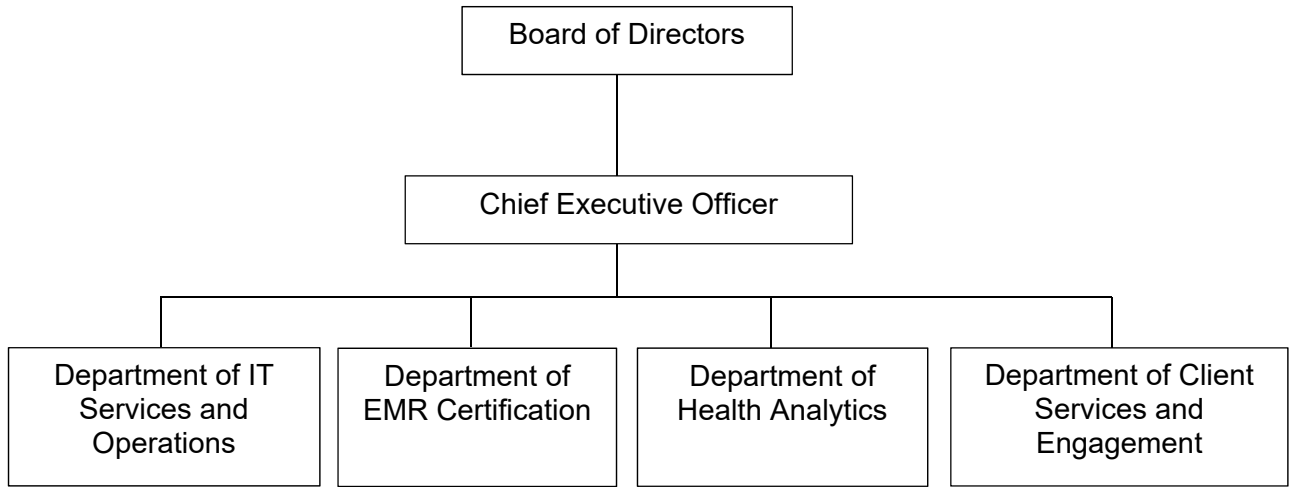 Board of Directors
Chief Executive Officer
Department of IT
Services and
Operations
Department of
EMR Certification
Department of
Health Analytics
Department of Client
Services and
Engagement